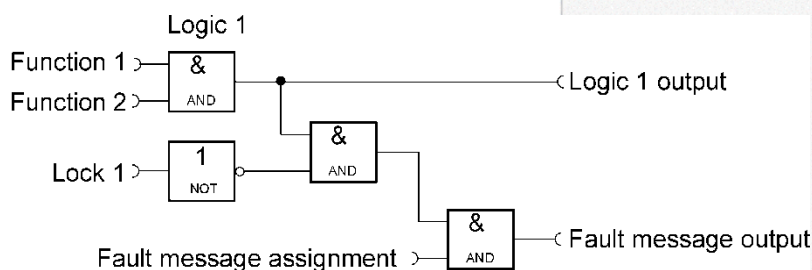 Logic 1
Function 1
&
Function 2
AND
Logic 1 output
&
AND
Lock 1
1
NOT
&
AND
Fault message output
Fault message assignment